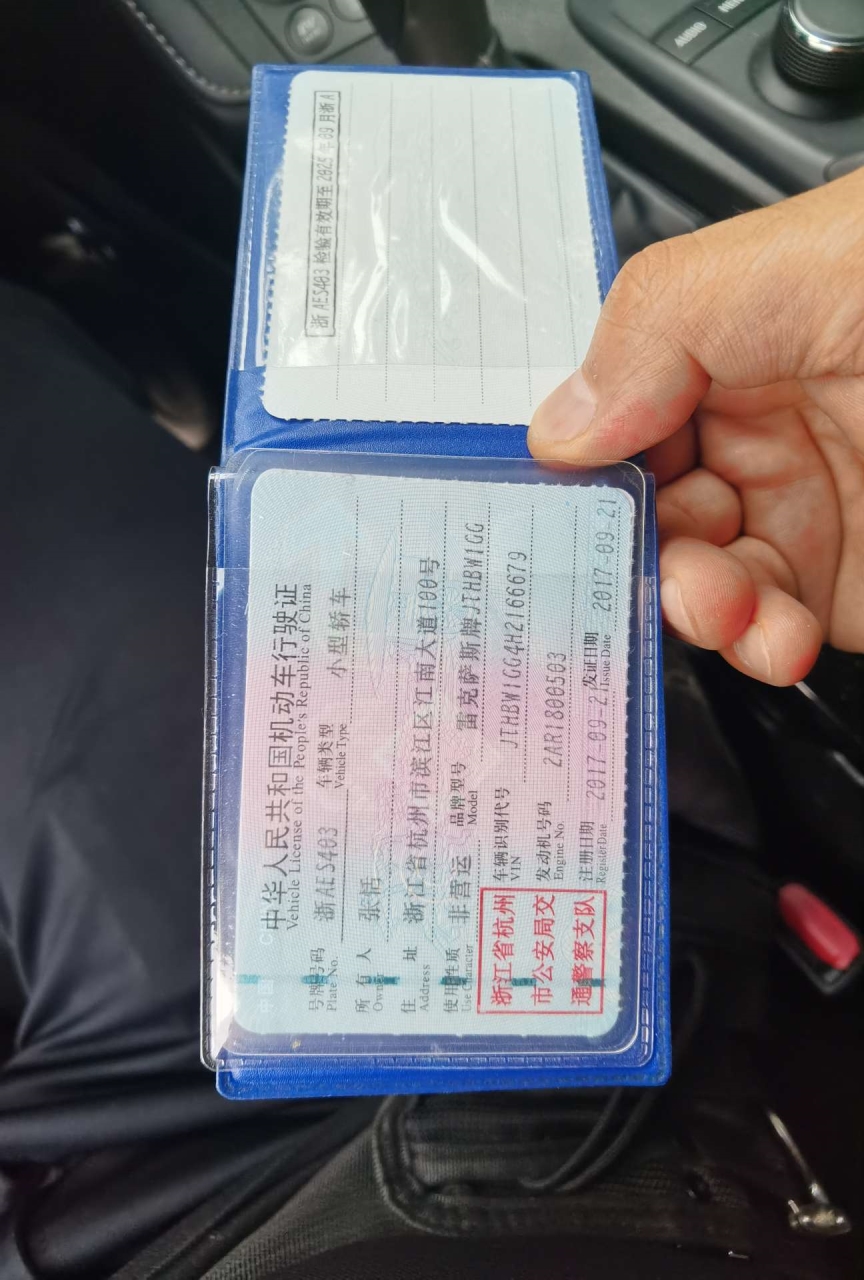 浙AES403 检验有效期至2025年09月浙A
中华人民共和国机动车行驶证
Vehicle License of the People's Republic of China
号牌号码 浙AES403 车辆类型 小型轿车
Plate No. Vehicle Type
所有人 张恬
Owner
住址 浙江省杭州市滨江区江南大道100号
Address
使用性质 非营运 品牌型号 雷克萨斯牌JTHBW1GG
Use Character Model
浙江省杭州
市公安局交
通警察支队
车辆识别代号 JTHBW1GG4H2166679
VIN
发动机号码 2AR1800503
Engine No.
注册日期 2017-09-21 发证日期 2017-09-21
Register Date Issue Date
AUDIO